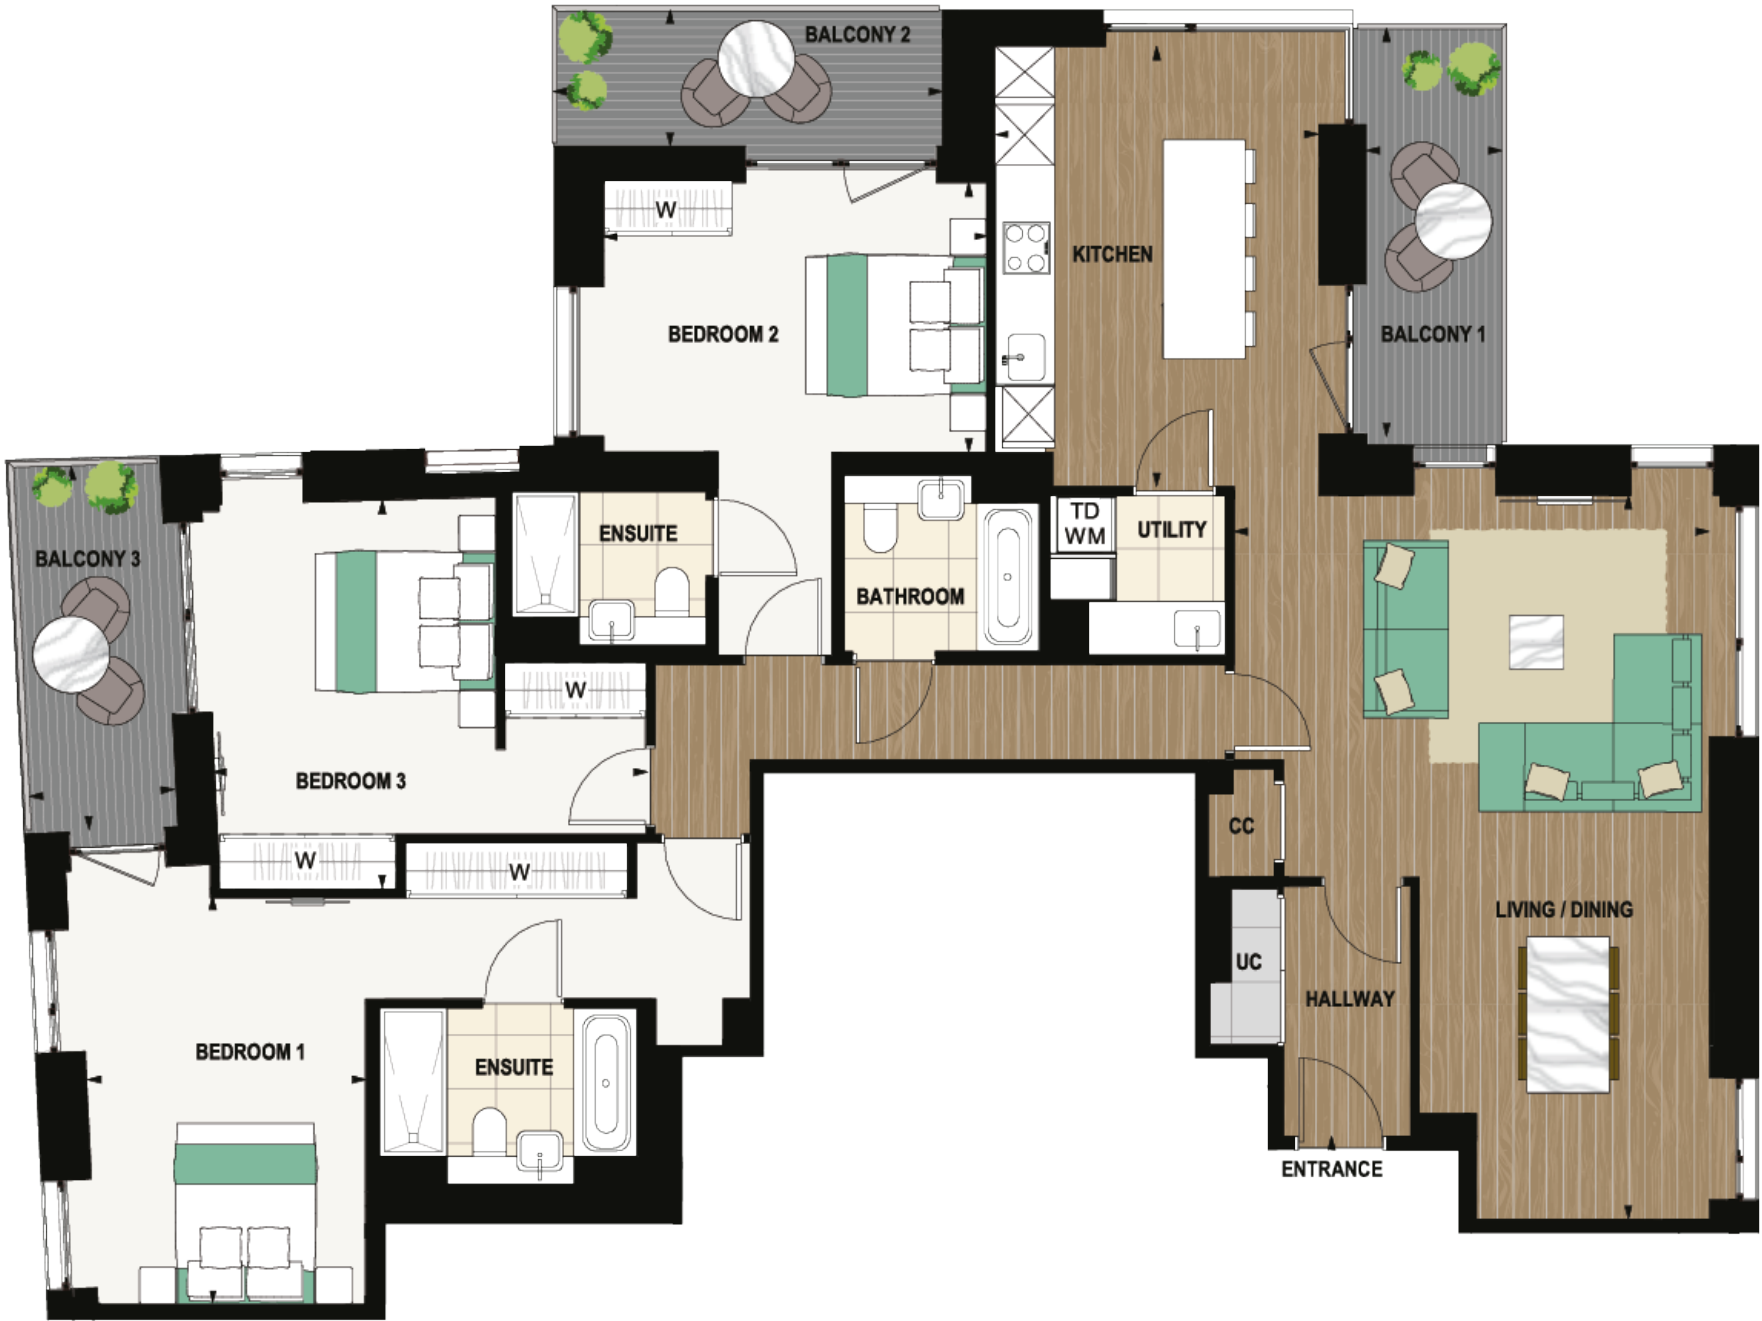 BALCONY 2
W
KITCHEN
BEDROOM 2
BALCONY 1
BALCONY 3
ENSUITE
BATHROOM
TD
WM
UTILITY
W
BEDROOM 3
W
W
CC
UC
HALLWAY
LIVING / DINING
BEDROOM 1
ENSUITE
ENTRANCE